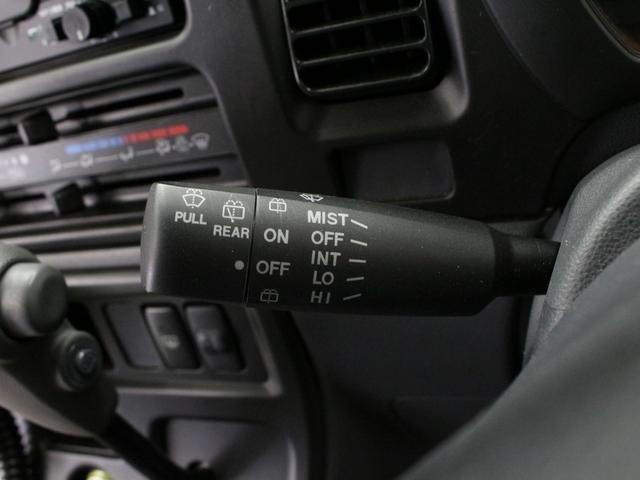 PULL
REAR
ON
OFF
MIST
OFF
INT
LO
HI